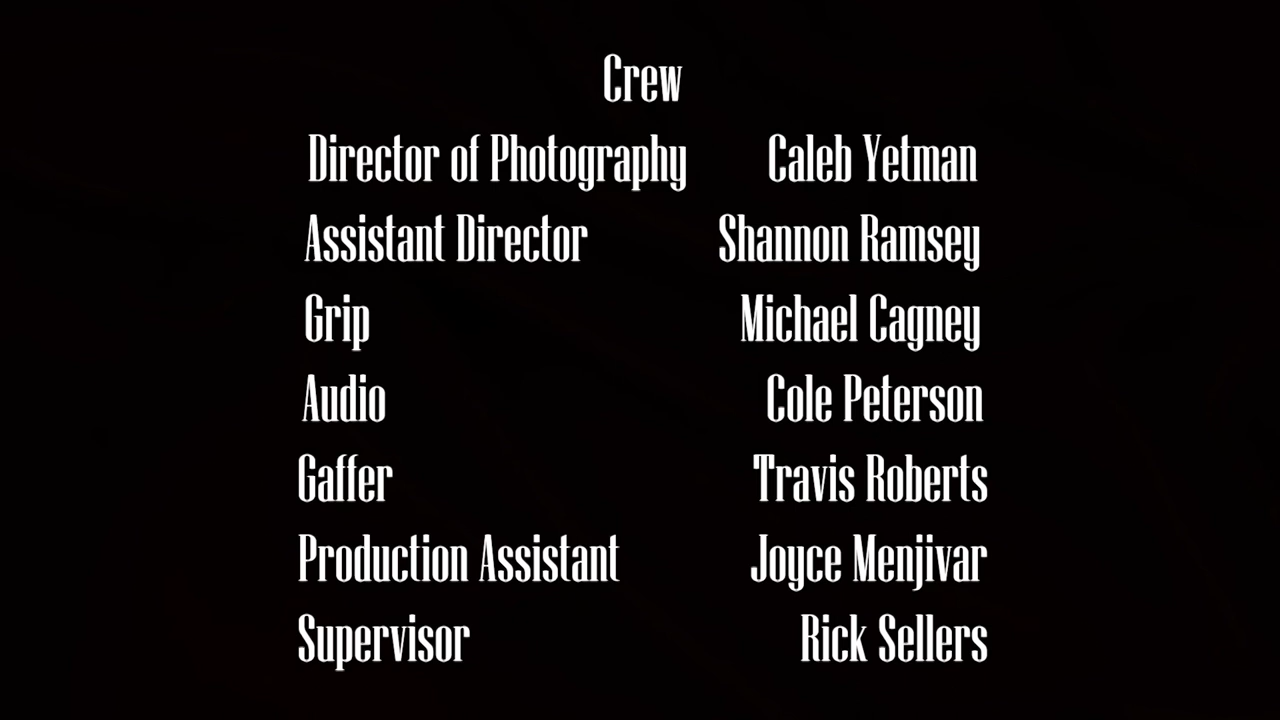 Crew
Director of Photography Caleb Yetman
Assistant Director Shannon Ramsey
Grip Michael Cagney
Audio Cole Peterson
Gaffer Travis Roberts
Production Assistant Joyce Menjivar
Supervisor Rick Sellers